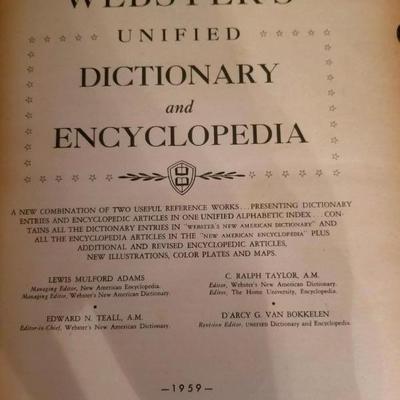 WEBSTER'S
UNIFIED
DICTIONARY
and
ENCYCLOPEDIA
A NEW COMBINATION OF TWO USEFUL REFERENCE WORKS...PRESENTING DICTIONARY
ENTRIES AND ENCYCLOPEDIC ARTICLES IN ONE UNIFIED ALPHABETIC INDEX...CON-
TAINS ALL THE DICTIONARY ENTRIES IN "WEBSTER'S NEW AMERICAN DICTIONARY" AND
ALL THE ENCYCLOPEDIA ARTICLES IN THE "NEW AMERICAN ENCYCLOPEDIA" PLUS
ADDITIONAL AND REVISED ENCYCLOPEDIC ARTICLES,
NEW ILLUSTRATIONS, COLOR PLATES AND MAPS.
LEWIS MULFORD ADAMS
Managing Editor, New American Encyclopedia.
Managing Editor, Webster's New American Dictionary.
C. RALPH TAYLOR, A.M.
Editor, Webster's New American Dictionary.
Editor, The Home University, Encyclopedia.
EDWARD N. TEALL, A.M.
Editor-in-Chief, Webster's New American Dictionary.
D'ARCY G. VAN BOKKELEN
Revision Editor, UNIFIED Dictionary and Encyclopedia.
—1959—